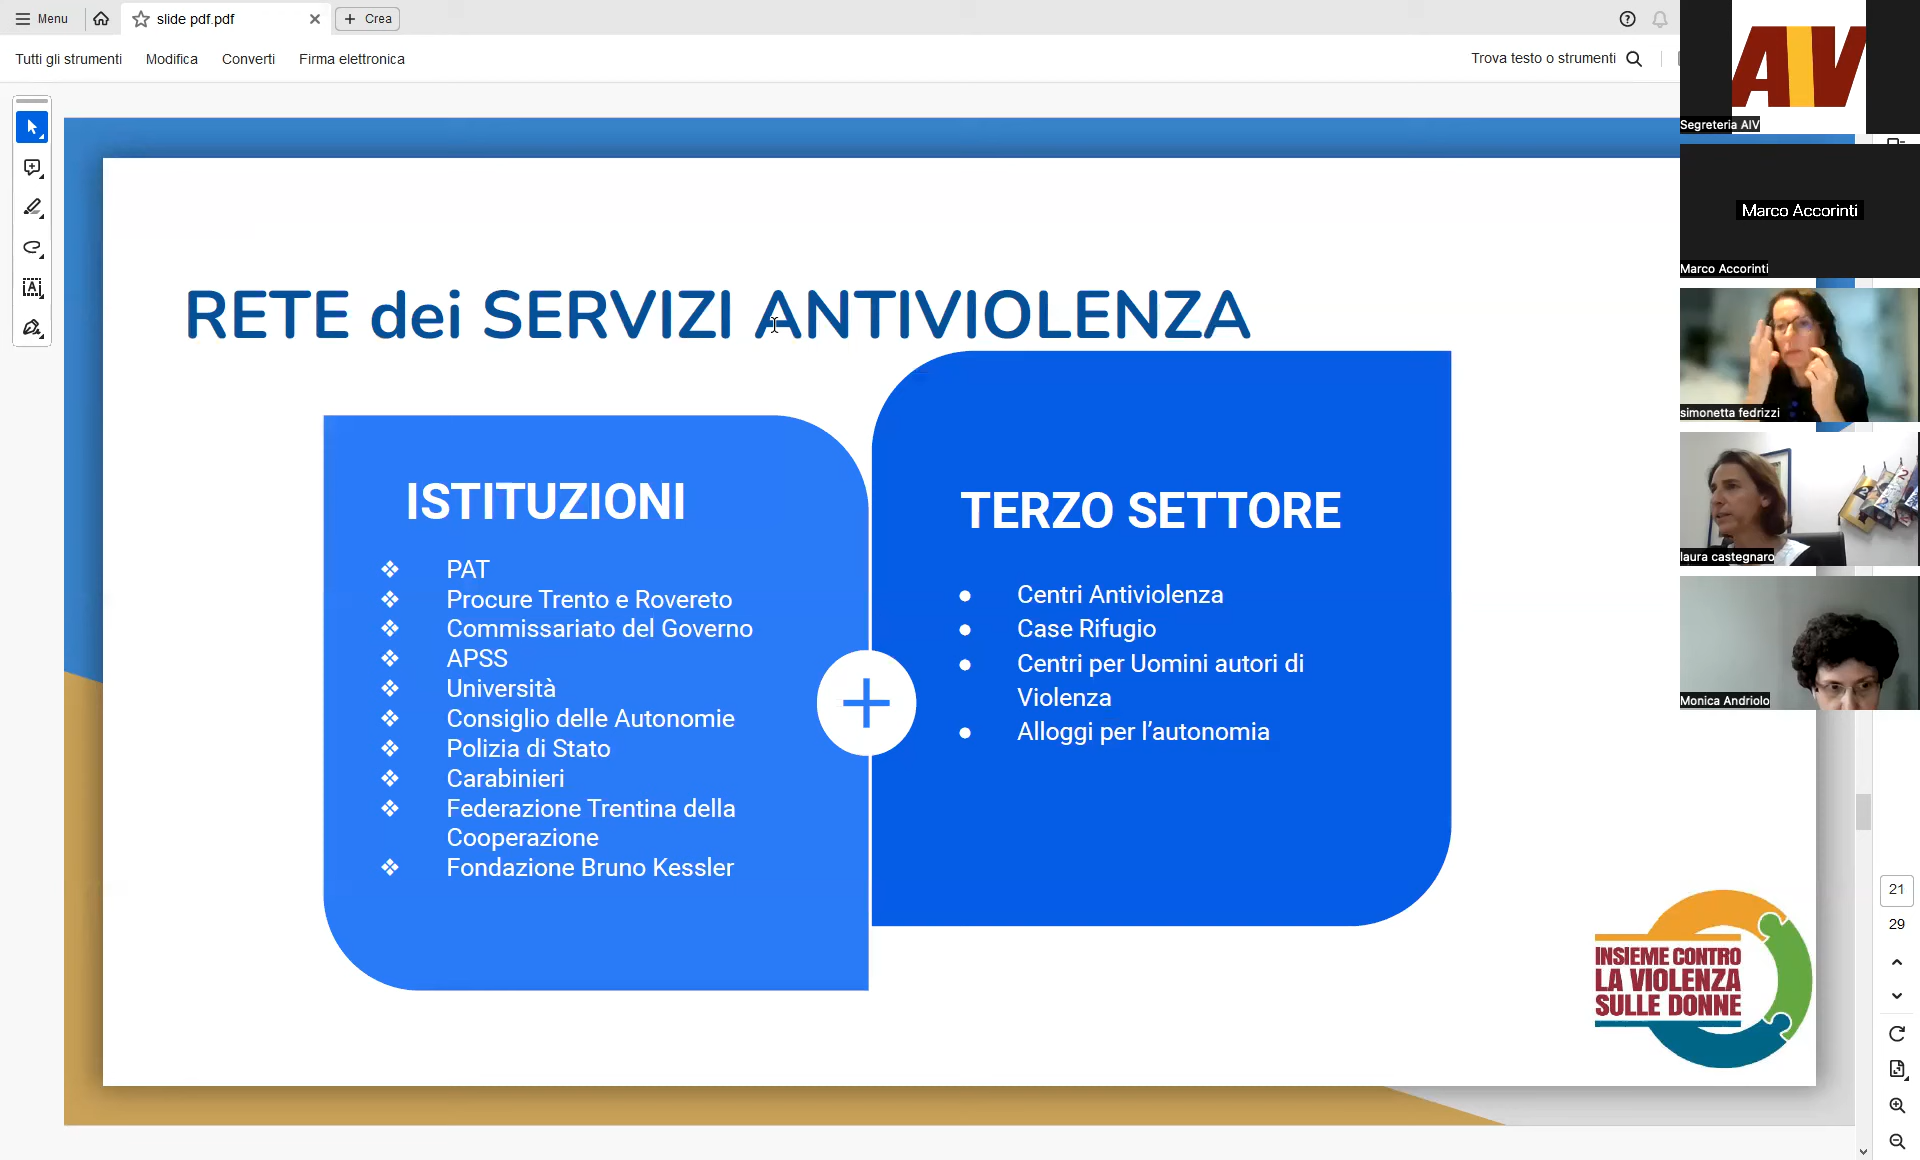 Menu
slide pdf.pdf
Crea
Tutti gli strumenti
Modifica
Converti
Firma elettronica
Trova testo o strumenti
RETE dei SERVIZI ANTIVIOLENZA
ISTITUZIONI
❖ PAT
❖ Procure Trento e Rovereto
❖ Commissariato del Governo
❖ APSS
❖ Università
❖ Consiglio delle Autonomie
❖ Polizia di Stato
❖ Carabinieri
❖ Federazione Trentina della
Cooperazione
❖ Fondazione Bruno Kessler
+
TERZO SETTORE
● Centri Antiviolenza
● Case Rifugio
● Centri per Uomini autori di
Violenza
● Alloggi per l’autonomia
INSIEME CONTRO
LA VIOLENZA
SULLE DONNE
AIV
Segreteria AIV
Marco Accorinti
Marco Accorinti
simonetta fedrizzi
laura castegnaro
Monica Andriolo
21
29